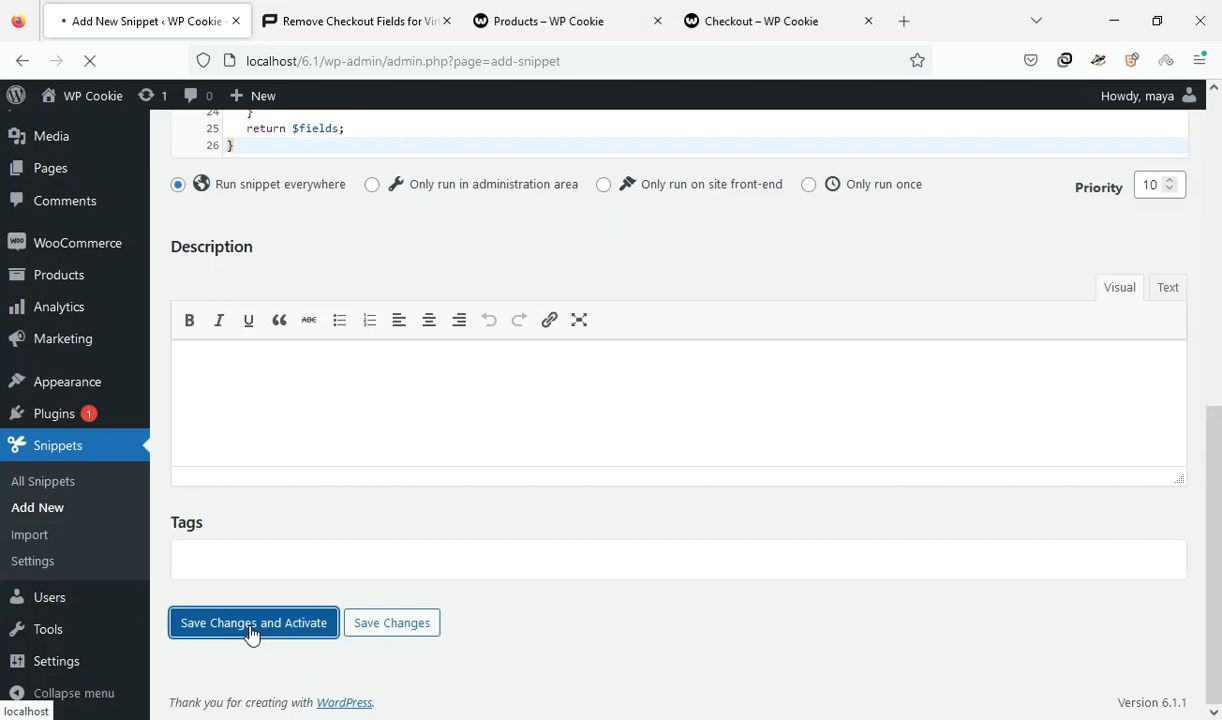 Add New Snippet ‹ WP Cookie
Remove Checkout Fields for Virt
Products – WP Cookie
Checkout – WP Cookie
localhost/6.1/wp-admin/admin.php?page=add-snippet
WP Cookie
1
0
New
Howdy, maya
Media
Pages
Comments
WooCommerce
Products
Analytics
Marketing
Appearance
Plugins 1
Snippets
All Snippets
Add New
Import
Settings
Users
Tools
Settings
Collapse menu
localhost
24 }
25 return $fields;
26 }
Run snippet everywhere
Only run in administration area
Only run on site front-end
Only run once
Priority 10
Description
Visual
Text
B I U ABC
Tags
Save Changes and Activate
Save Changes
Thank you for creating with WordPress.
Version 6.1.1